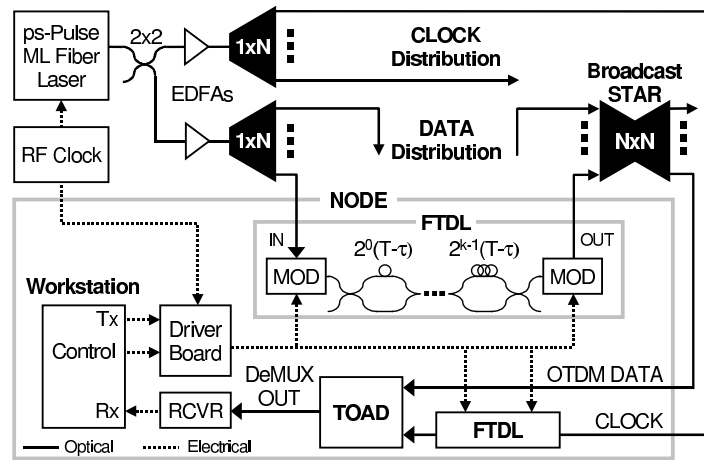 ps-Pulse
ML Fiber
Laser
2x2
EDFAs
1xN
CLOCK
Distribution
Broadcast
STAR
RF Clock
1xN
DATA
Distribution
NxN
NODE
FTDL
IN
2⁰(T-τ)
2ᵏ⁻¹(T-τ)
OUT
MOD
MOD
Workstation
Tx
Control
Rx
Driver
Board
DeMUX
OUT
OTDM DATA
RCVR
TOAD
FTDL
CLOCK
Optical
Electrical